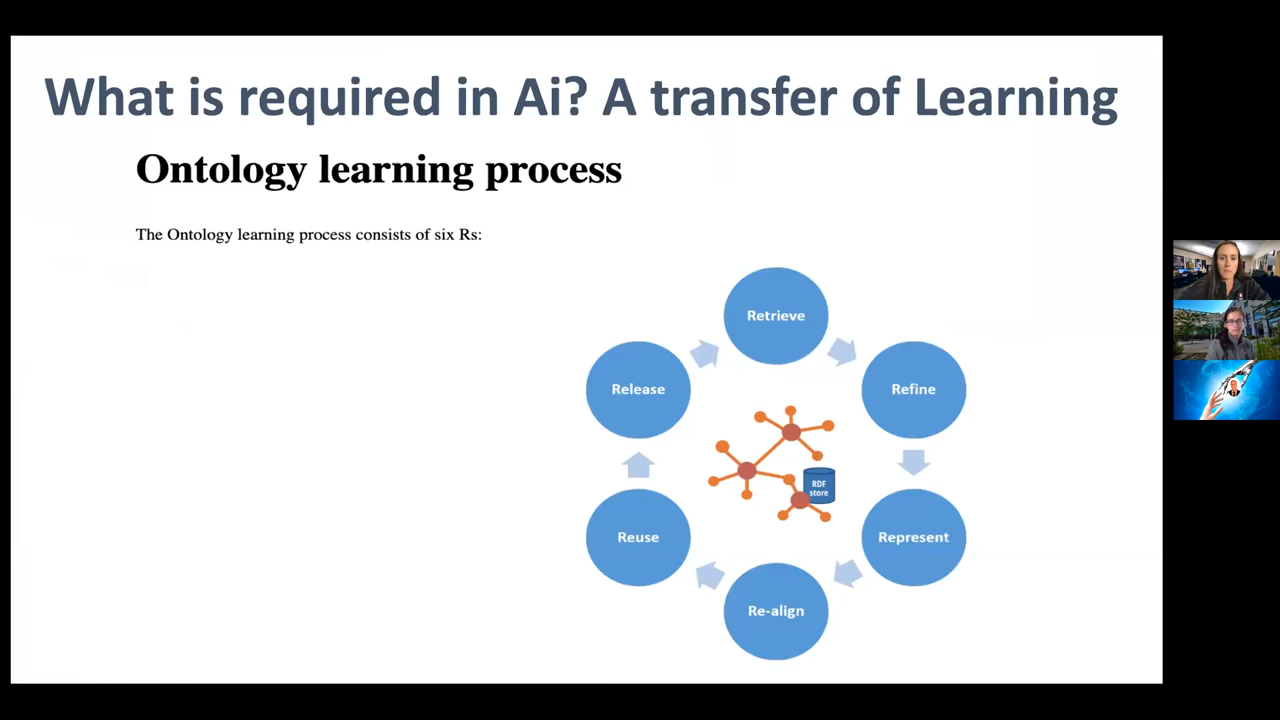 What is required in Ai? A transfer of Learning
Ontology learning process
The Ontology learning process consists of six Rs:
Retrieve
Refine
Represent
Re-align
Reuse
Release
RDF
store